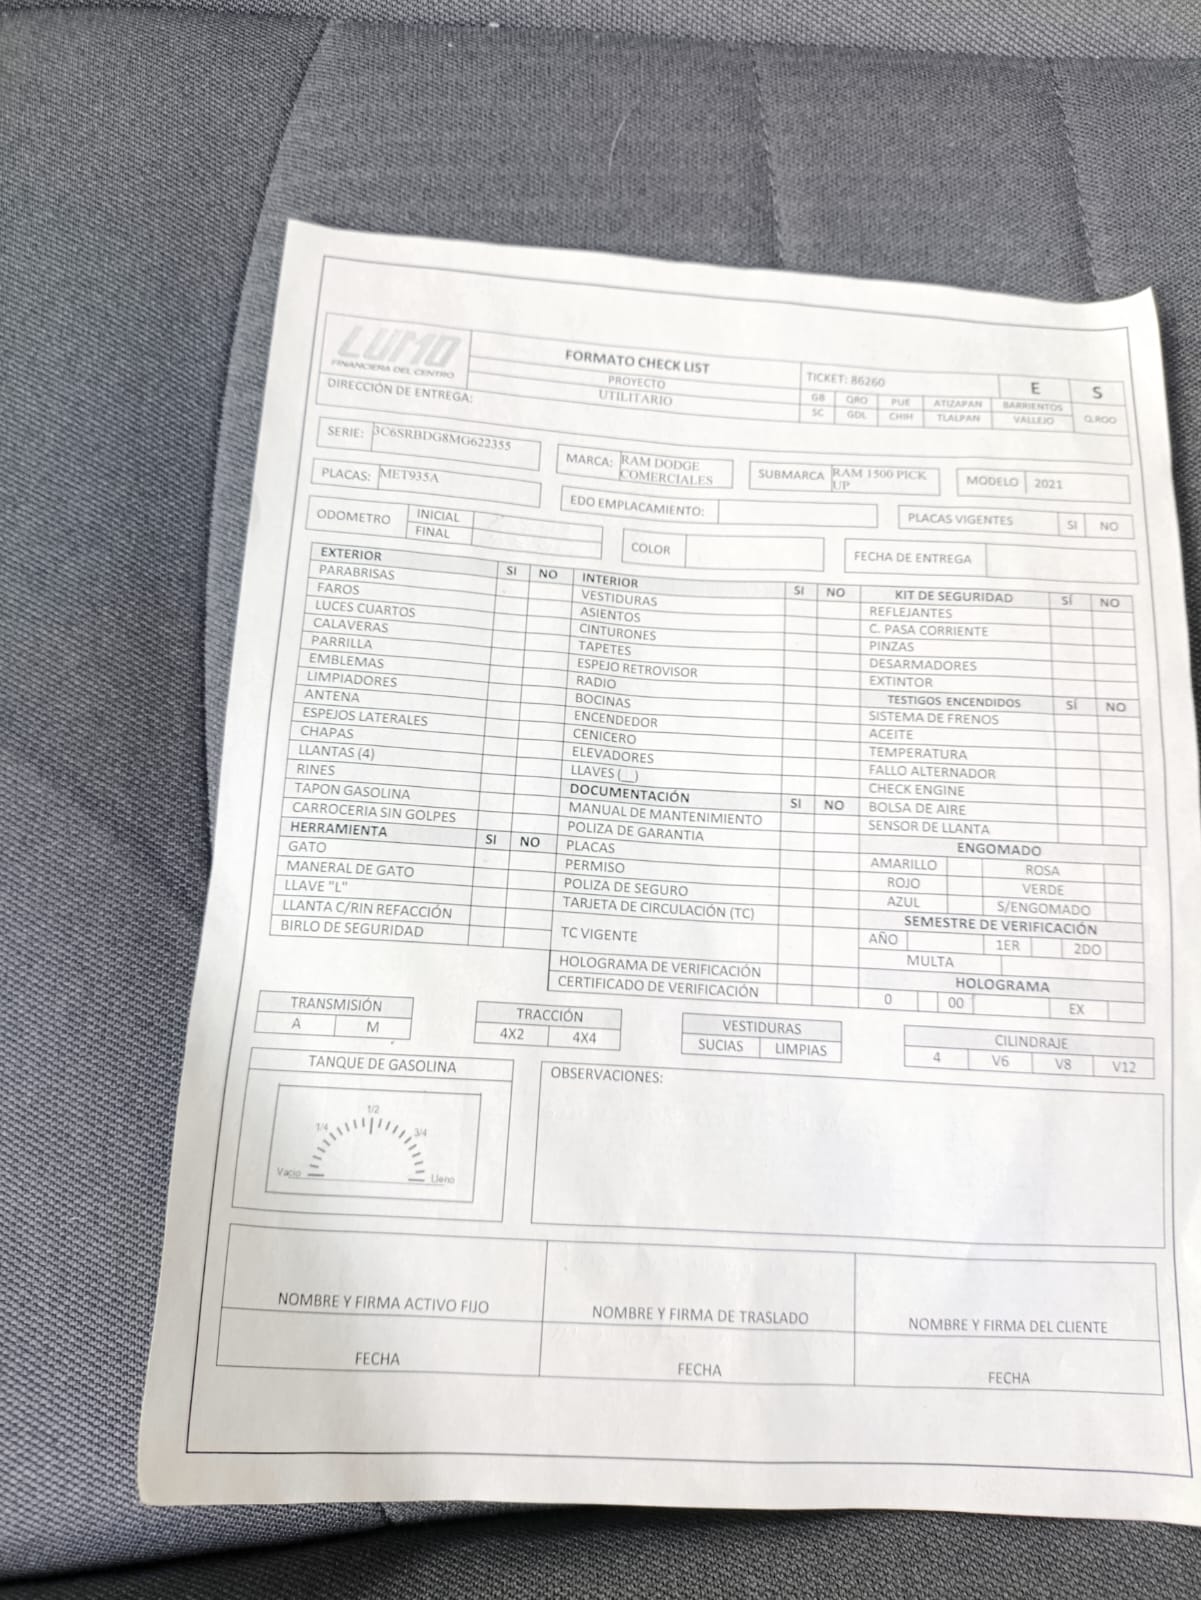 LUMO
FINANCIERA DEL CENTRO
FORMATO CHECK LIST
PROYECTO
UTILITARIO
TICKET: 86260 E S
GB QRO PUE ATIZAPAN BARRIENTOS Q.ROO
SC GDL CHIH TLALPAN VALLEJO
DIRECCIÓN DE ENTREGA:
SERIE: 3C6SRBDG8MG622355
MARCA: RAM DODGE COMERCIALES
SUBMARCA RAM 1500 PICK UP
MODELO 2021
PLACAS: MET935A
EDO EMPLACAMIENTO:
PLACAS VIGENTES SI NO
ODOMETRO INICIAL
FINAL
COLOR
FECHA DE ENTREGA
EXTERIOR SI NO
PARABRISAS
FAROS
LUCES CUARTOS
CALAVERAS
PARRILLA
EMBLEMAS
LIMPIADORES
ANTENA
ESPEJOS LATERALES
CHAPAS
LLANTAS (4)
RINES
TAPON GASOLINA
CARROCERIA SIN GOLPES
HERRAMIENTA SI NO
GATO
MANERAL DE GATO
LLAVE "L"
LLANTA C/RIN REFACCIÓN
BIRLO DE SEGURIDAD
INTERIOR SI NO
VESTIDURAS
ASIENTOS
CINTURONES
TAPETES
ESPEJO RETROVISOR
RADIO
BOCINAS
ENCENDEDOR
CENICERO
ELEVADORES
LLAVES (__)
DOCUMENTACIÓN SI NO
MANUAL DE MANTENIMIENTO
POLIZA DE GARANTIA
PLACAS
PERMISO
POLIZA DE SEGURO
TARJETA DE CIRCULACIÓN (TC)
TC VIGENTE
HOLOGRAMA DE VERIFICACIÓN
CERTIFICADO DE VERIFICACIÓN
KIT DE SEGURIDAD SÍ NO
REFLEJANTES
C. PASA CORRIENTE
PINZAS
DESARMADORES
EXTINTOR
TESTIGOS ENCENDIDOS SÍ NO
SISTEMA DE FRENOS
ACEITE
TEMPERATURA
FALLO ALTERNADOR
CHECK ENGINE
BOLSA DE AIRE
SENSOR DE LLANTA
ENGOMADO
AMARILLO ROSA
ROJO VERDE
AZUL S/ENGOMADO
SEMESTRE DE VERIFICACIÓN
AÑO 1ER 2DO
MULTA
HOLOGRAMA
0 00 EX
TRANSMISIÓN
A M
TRACCIÓN
4X2 4X4
VESTIDURAS
SUCIAS LIMPIAS
CILINDRAJE
4 V6 V8 V12
TANQUE DE GASOLINA
1/2
1/4 3/4
Vacio Lleno
OBSERVACIONES:
NOMBRE Y FIRMA ACTIVO FIJO
NOMBRE Y FIRMA DE TRASLADO
NOMBRE Y FIRMA DEL CLIENTE
FECHA
FECHA
FECHA